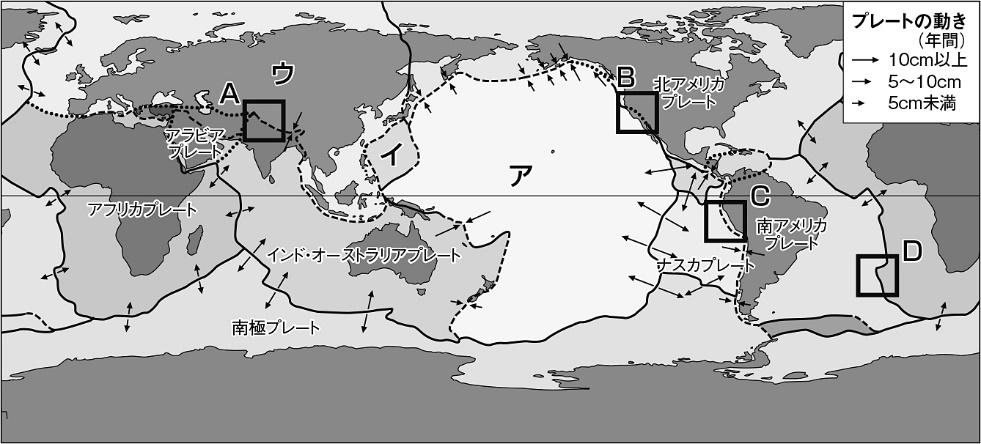 プレートの動き
（年間）
10cm以上
5〜10cm
5cm未満
A
ウ
B
北アメリカ
プレート
アラビア
プレート
イ
ア
C
アフリカプレート
南アメリカ
プレート
D
インド・オーストラリアプレート
ナスカプレート
南極プレート